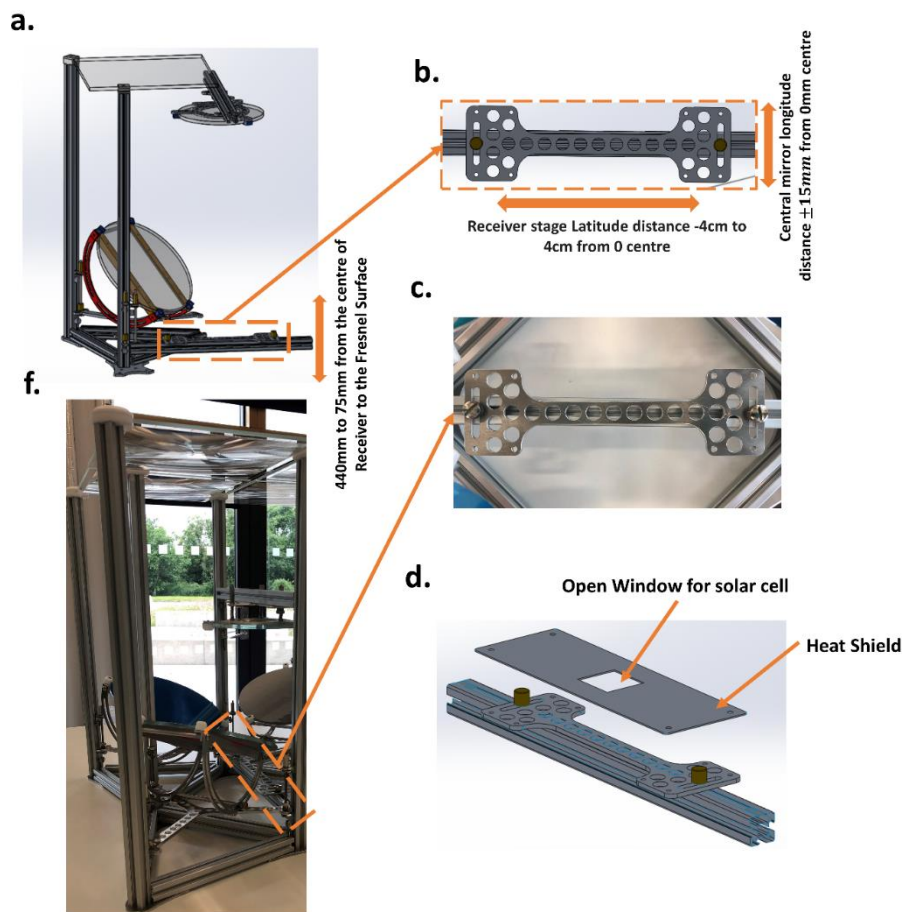 a.
b.
Receiver stage Latitude distance -4cm to
4cm from 0 centre
Central mirror longitude
distance ±15mm from 0mm centre
440mm to 75mm from the centre of
Receiver to the Fresnel Surface
c.
f.
d.
Open Window for solar cell
Heat Shield